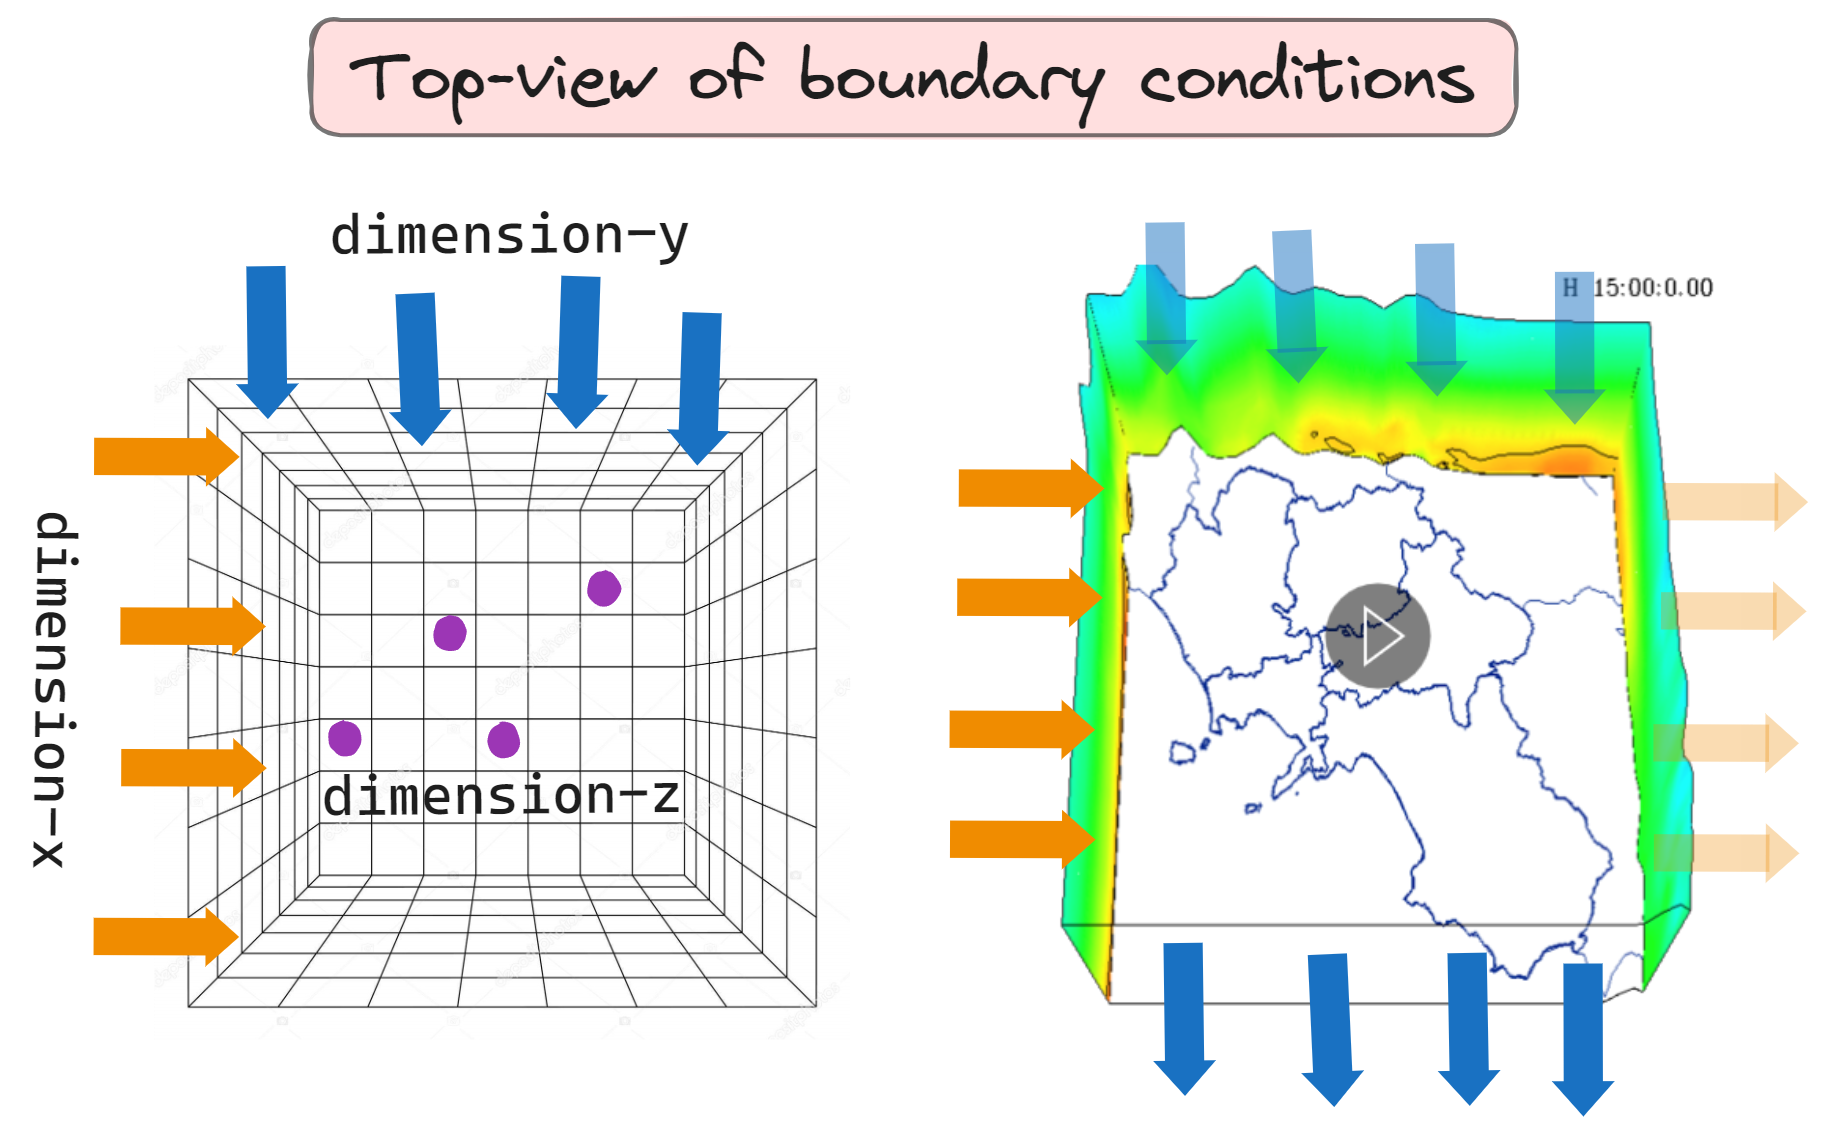 Top-view of boundary conditions
dimension-y
H 15:00:0.00
dimension-x
dimension-z